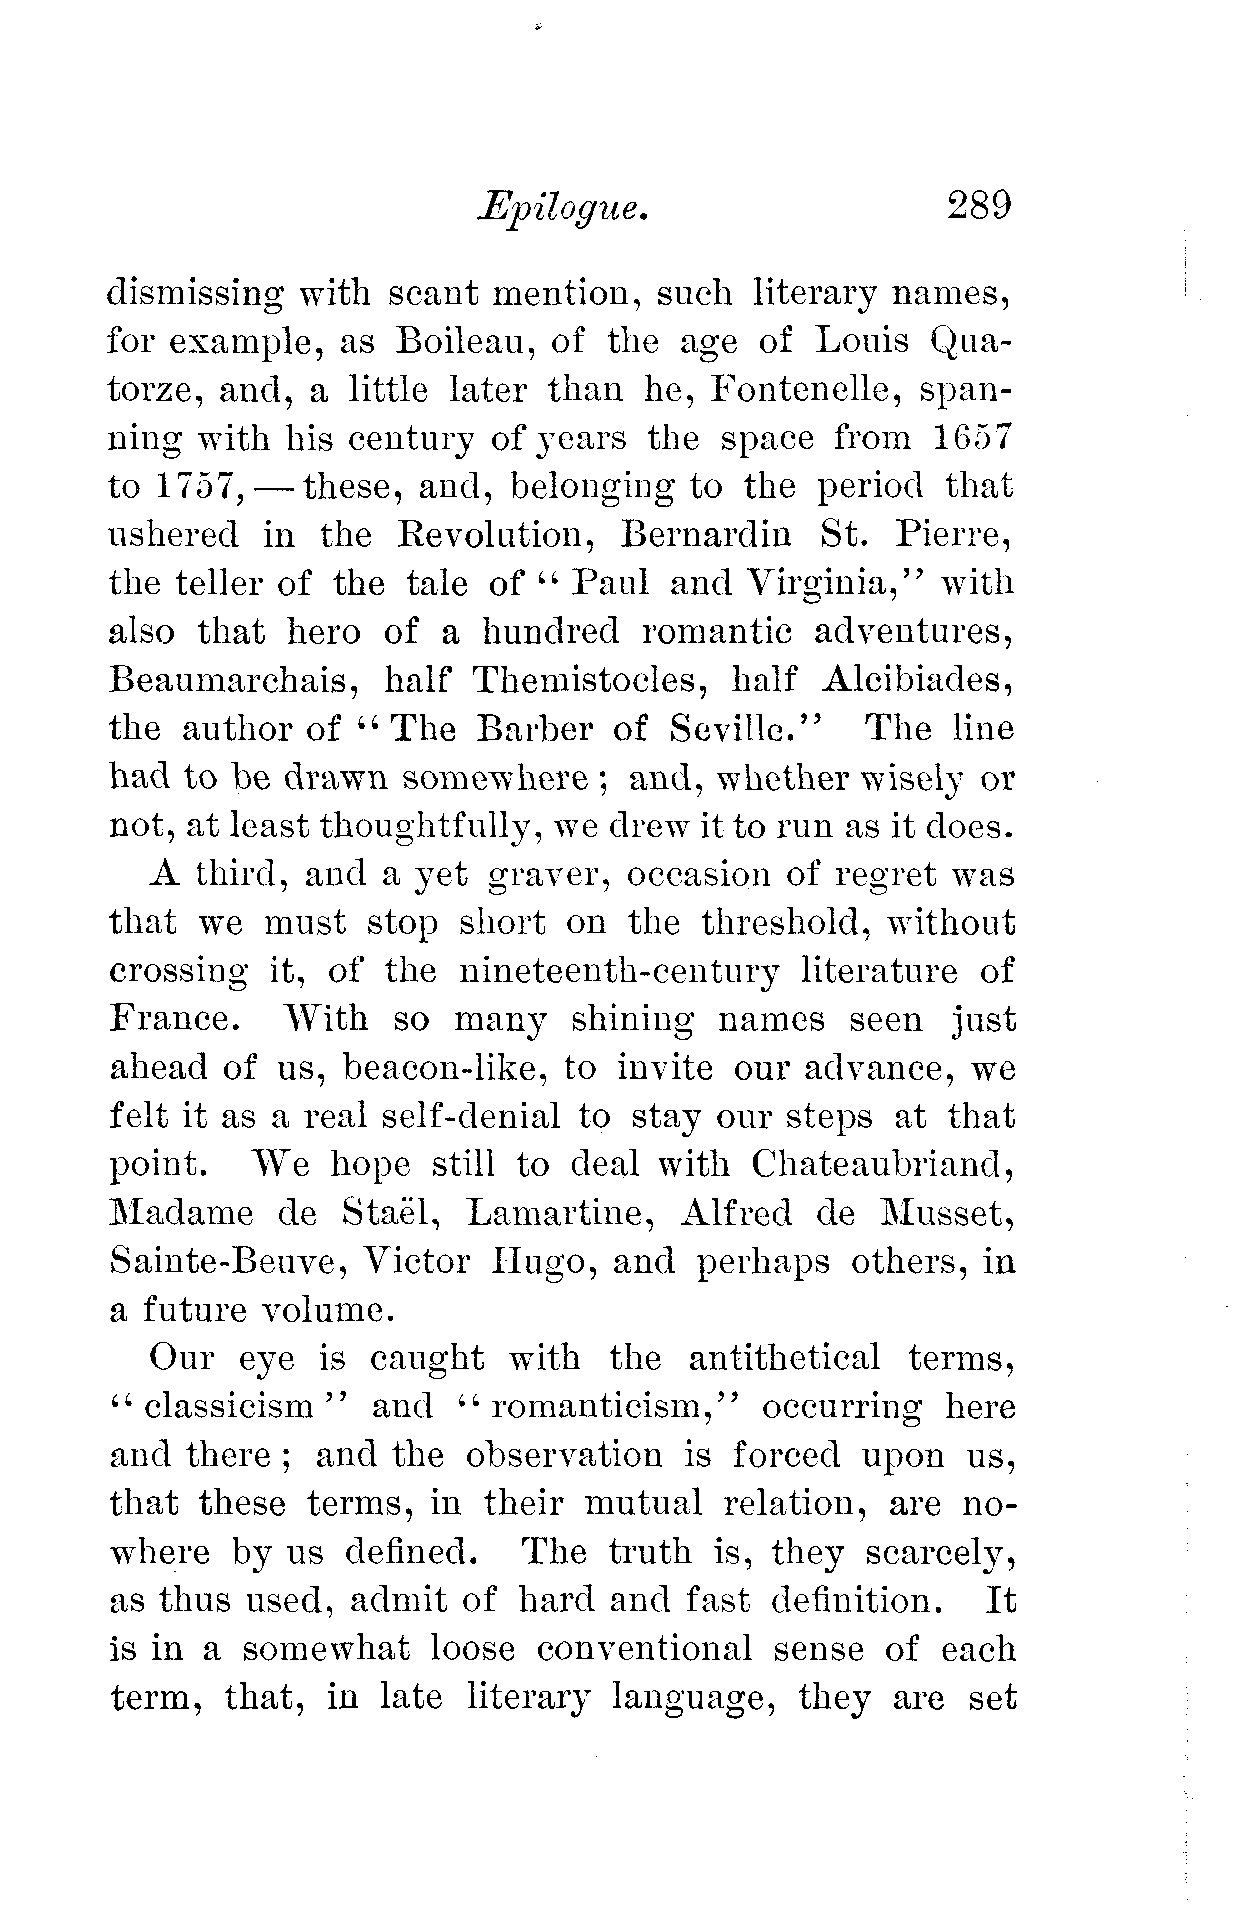 Epilogue. 289
dismissing with scant mention, such literary names,
for example, as Boileau, of the age of Louis Qua-
torze, and, a little later than he, Fontenelle, span-
ning with his century of years the space from 1657
to 1757, — these, and, belonging to the period that
ushered in the Revolution, Bernardin St. Pierre,
the teller of the tale of “ Paul and Virginia,” with
also that hero of a hundred romantic adventures,
Beaumarchais, half Themistocles, half Alcibiades,
the author of “ The Barber of Seville.” The line
had to be drawn somewhere ; and, whether wisely or
not, at least thoughtfully, we drew it to run as it does.
A third, and a yet graver, occasion of regret was
that we must stop short on the threshold, without
crossing it, of the nineteenth-century literature of
France. With so many shining names seen just
ahead of us, beacon-like, to invite our advance, we
felt it as a real self-denial to stay our steps at that
point. We hope still to deal with Chateaubriand,
Madame de Staël, Lamartine, Alfred de Musset,
Sainte-Beuve, Victor Hugo, and perhaps others, in
a future volume.
Our eye is caught with the antithetical terms,
“ classicism ” and “ romanticism,” occurring here
and there ; and the observation is forced upon us,
that these terms, in their mutual relation, are no-
where by us defined. The truth is, they scarcely,
as thus used, admit of hard and fast definition. It
is in a somewhat loose conventional sense of each
term, that, in late literary language, they are set